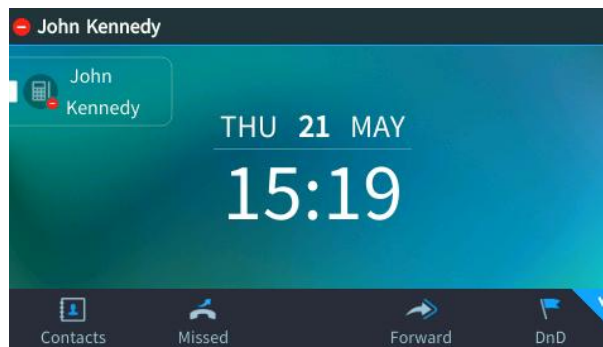 John Kennedy
John
Kennedy
THU 21 MAY
15:19
Contacts Missed Forward DnD